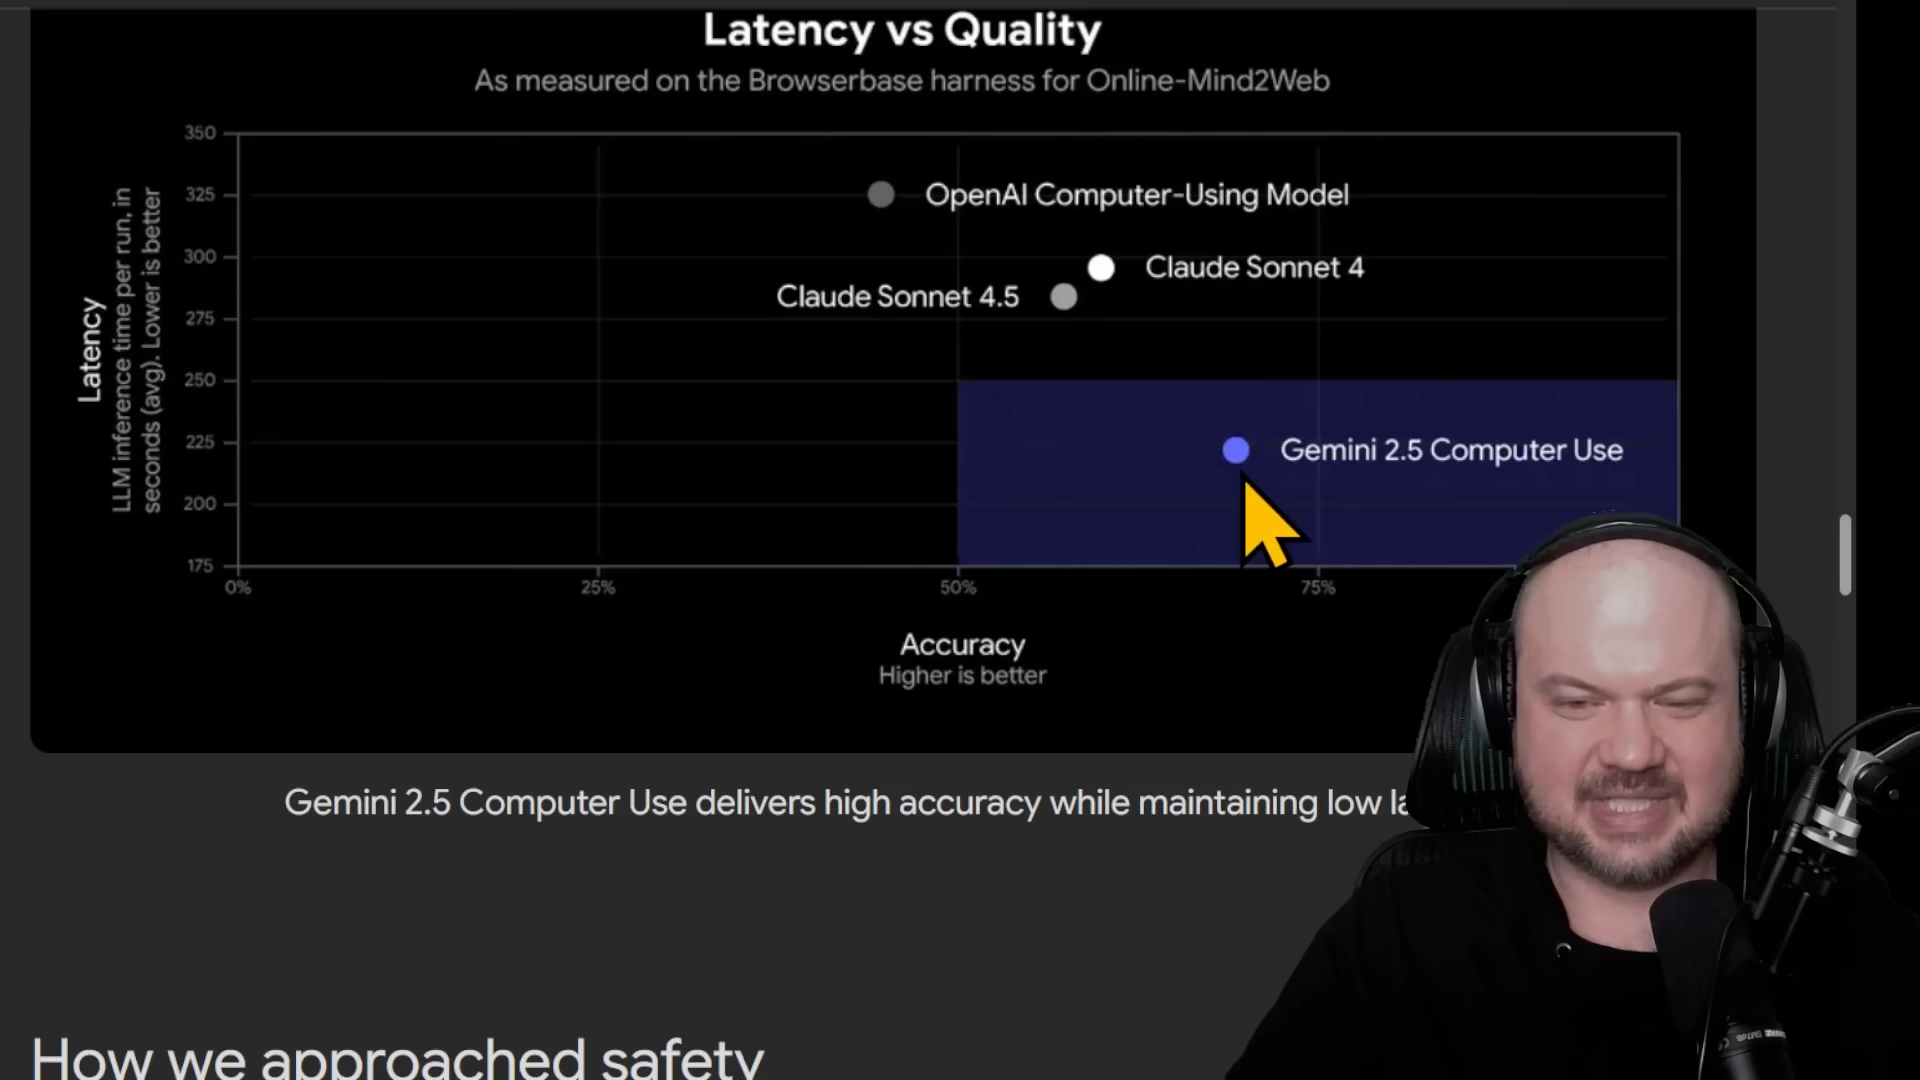 Latency vs Quality
As measured on the Browserbase harness for Online-Mind2Web
Latency
LLM inference time per run, in
seconds (avg). Lower is better
350
325
300
275
250
225
200
175
OpenAI Computer-Using Model
Claude Sonnet 4
Claude Sonnet 4.5
Gemini 2.5 Computer Use
0%
25%
50%
75%
Accuracy
Higher is better
Gemini 2.5 Computer Use delivers high accuracy while maintaining low
How we approached safety